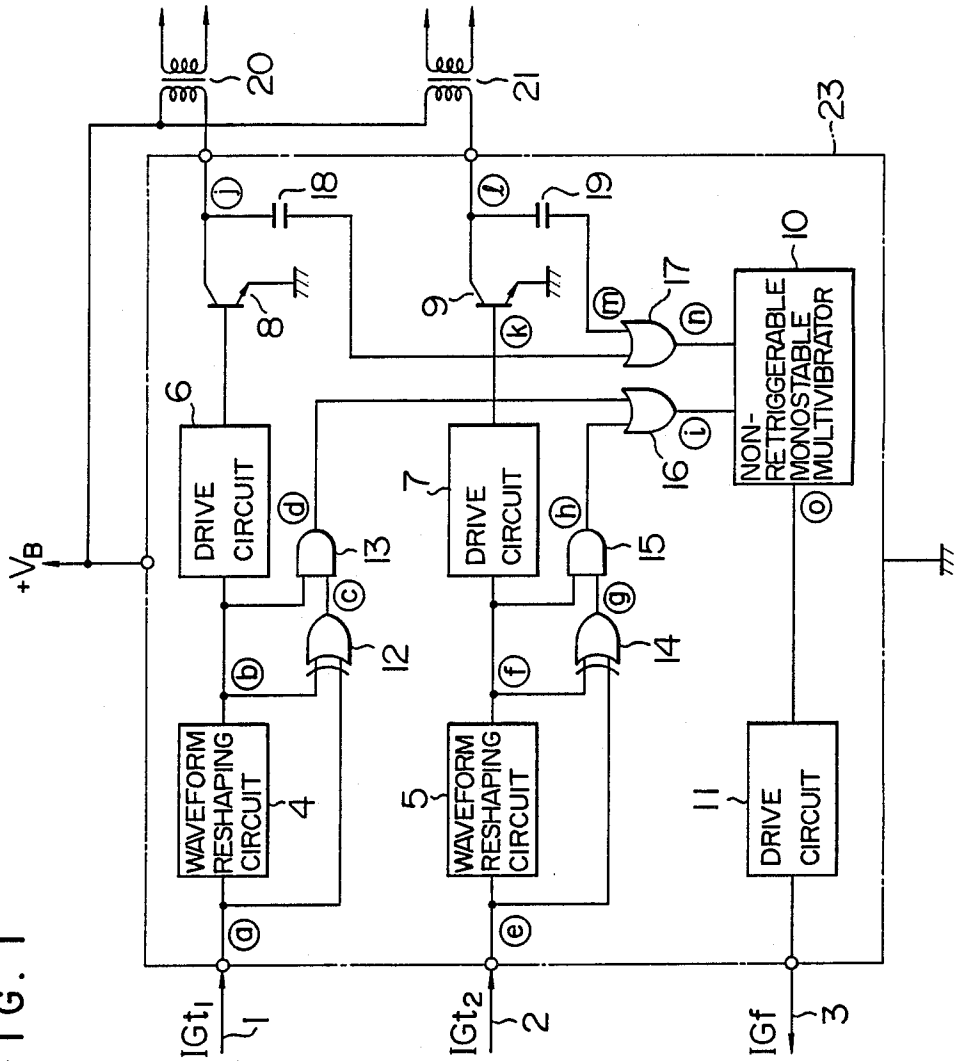 FIG. 1
+VB
20
21
23
j
18
8
6
DRIVE
CIRCUIT
d
13
c
12
b
WAVEFORM
RESHAPING
CIRCUIT
4
a
IGt1
1
l
19
9
k
m
17
n
10
7
DRIVE
CIRCUIT
h
15
g
14
f
5
WAVEFORM
RESHAPING
CIRCUIT
e
IGt2
2
16
i
NON-
RETRIGGERABLE
MONOSTABLE
MULTIVIBRATOR
o
11
DRIVE
CIRCUIT
IGf
3